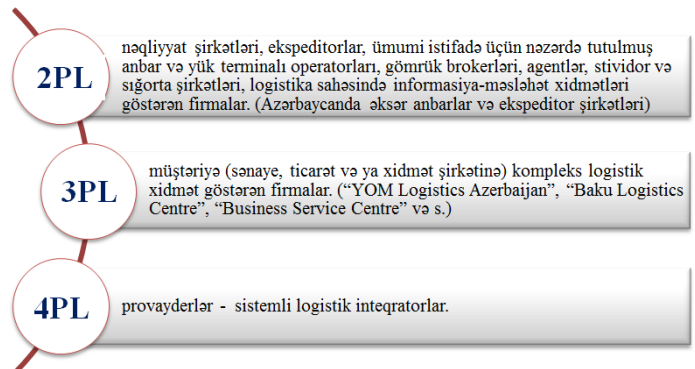 2PL
nəqliyyat şirkətləri, ekspeditorlar, ümumi istifadə üçün nəzərdə tutulmuş
anbar və yük terminalı operatorları, gömrük brokerləri, agentlər, stividor və
sığorta şirkətləri, logistika sahəsində informasiya-məsləhət xidmətləri
göstərən firmalar. (Azərbaycanda əksər anbarlar və ekspeditor şirkətləri)
3PL
müştəriyə (sənaye, ticarət və ya xidmət şirkətinə) kompleks logistik
xidmət göstərən firmalar. (“YOM Logistics Azerbaijan”, “Baku Logistics
Centre”, “Business Service Centre” və s.)
4PL
provayderlər - sistemli logistik inteqratorlar.